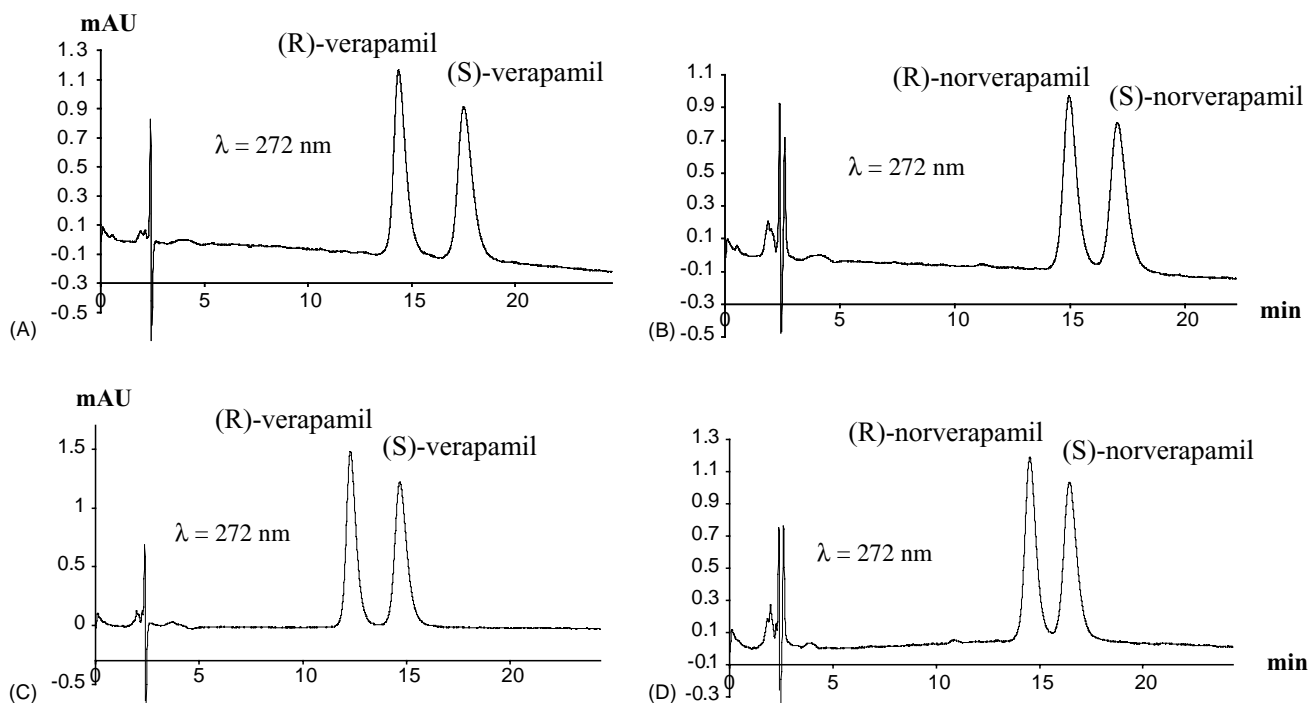 mAU
(R)-verapamil
(S)-verapamil
λ = 272 nm
1.3
1.1
0.9
0.7
0.5
0.3
0.1
-0.1
-0.3
-0.5
0 5 10 15 20
(A)
(R)-norverapamil
(S)-norverapamil
λ = 272 nm
1.1
0.9
0.7
0.5
0.3
0.1
-0.1
-0.3
-0.5
0 5 10 15 20
min
(B)
mAU
(R)-verapamil
(S)-verapamil
λ = 272 nm
1.5
1
0.5
0
-0.5
0 5 10 15 20
(C)
(R)-norverapamil
(S)-norverapamil
λ = 272 nm
1.3
1.1
0.9
0.7
0.5
0.3
0.1
-0.1
-0.3
0 5 10 15 20
min
(D)